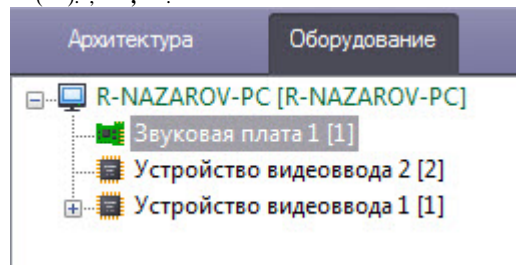 Архитектура Оборудование
R-NAZAROV-PC [R-NAZAROV-PC]
Звуковая плата 1 [1]
Устройство видеоввода 2 [2]
Устройство видеоввода 1 [1]